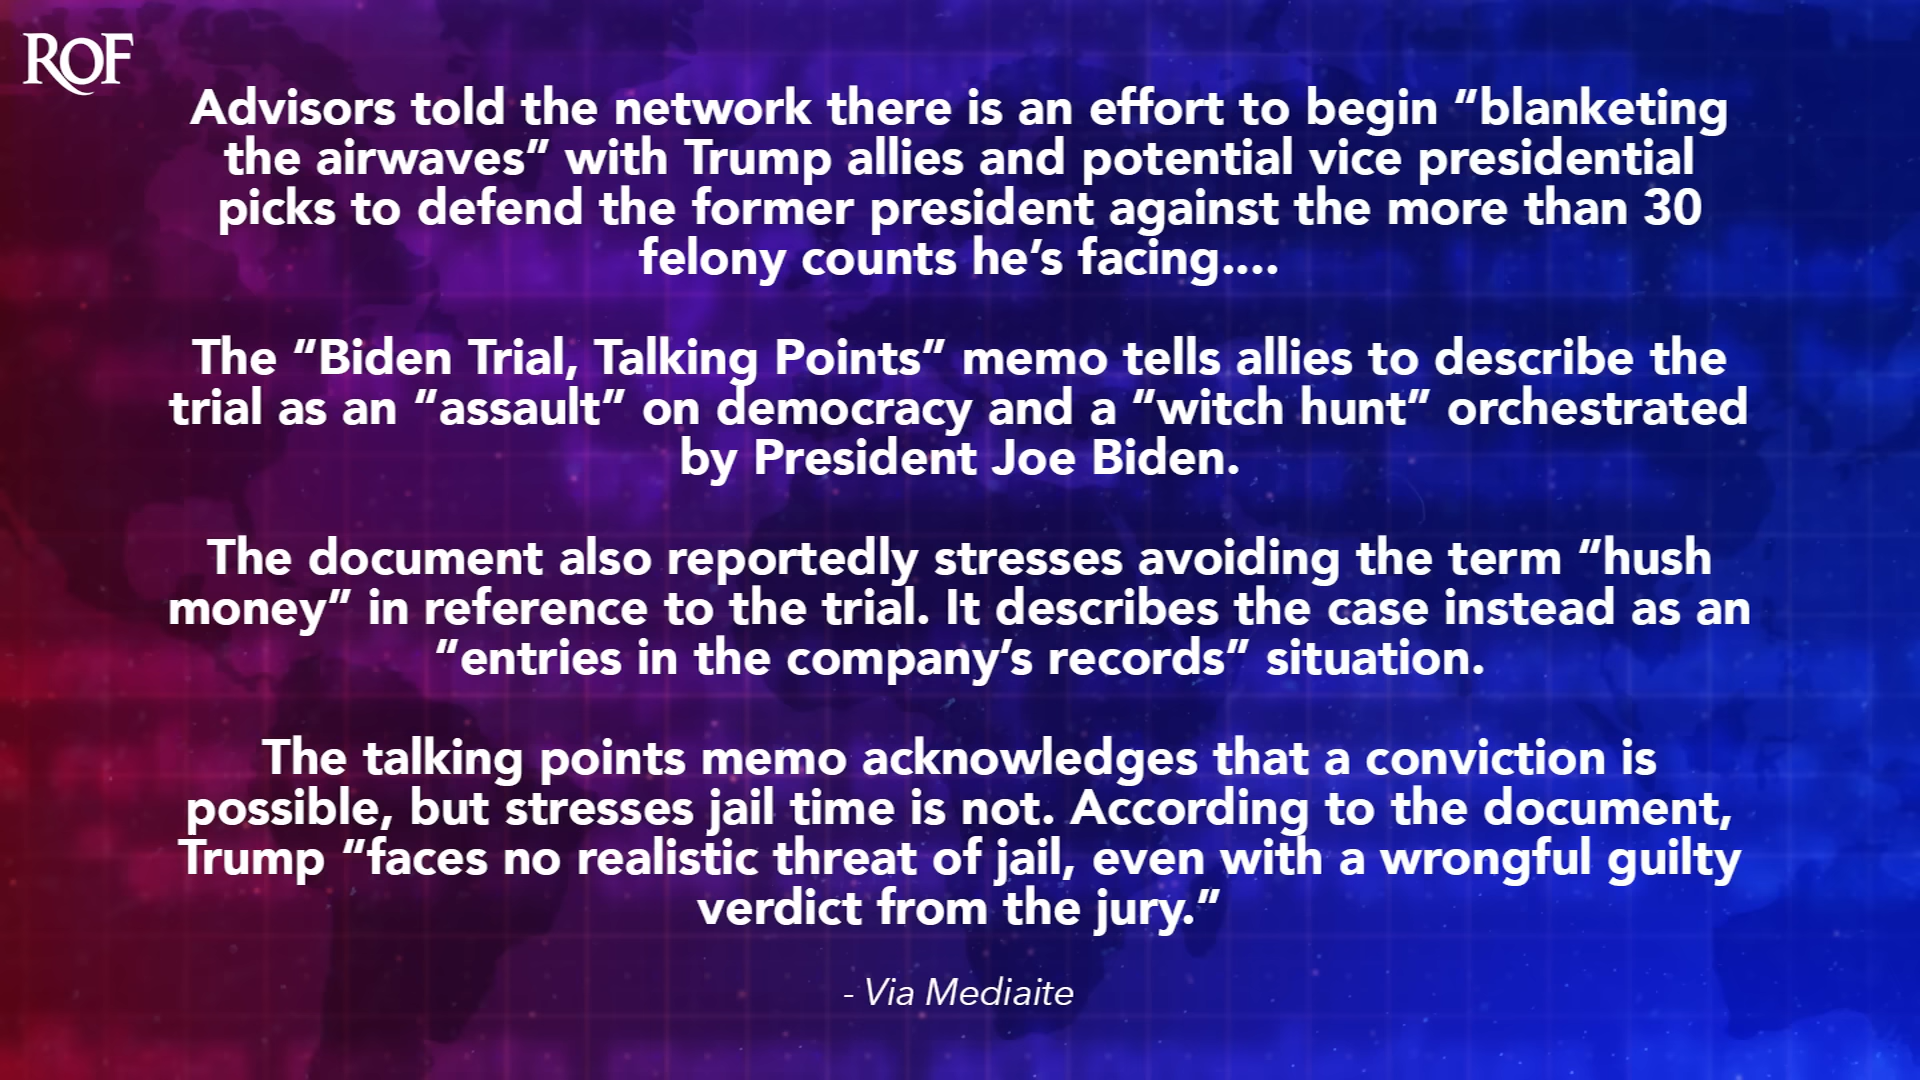 ROF
Advisors told the network there is an effort to begin “blanketing
the airwaves” with Trump allies and potential vice presidential
picks to defend the former president against the more than 30
felony counts he’s facing....
The “Biden Trial, Talking Points” memo tells allies to describe the
trial as an “assault” on democracy and a “witch hunt” orchestrated
by President Joe Biden.
The document also reportedly stresses avoiding the term “hush
money” in reference to the trial. It describes the case instead as an
“entries in the company’s records” situation.
The talking points memo acknowledges that a conviction is
possible, but stresses jail time is not. According to the document,
Trump “faces no realistic threat of jail, even with a wrongful guilty
verdict from the jury.”
- Via Mediaite